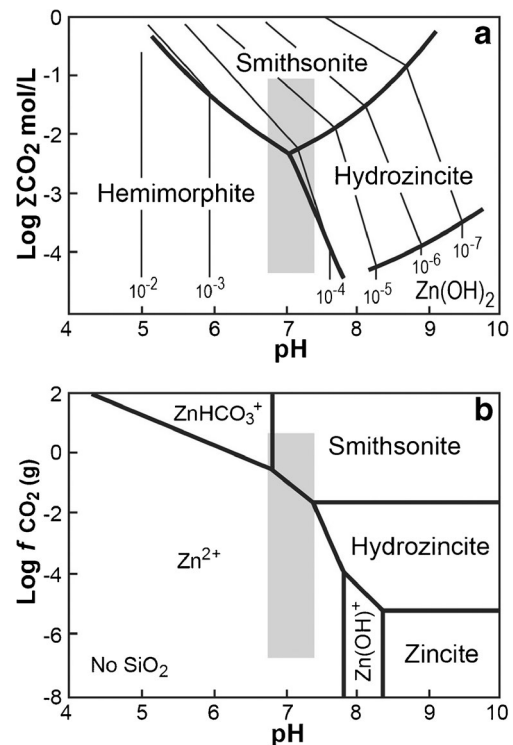 a
0
-1
-2
-3
-4
Log ΣCO2 mol/L
Smithsonite
Hemimorphite
Hydrozincite
10-2
10-3
10-4
10-5
10-6
10-7
Zn(OH)2
4 5 6 7 8 9 10
pH
b
2
0
-2
-4
-6
-8
Log f CO2 (g)
ZnHCO3+
Smithsonite
Zn2+
Hydrozincite
Zn(OH)+
Zincite
No SiO2
4 5 6 7 8 9 10
pH